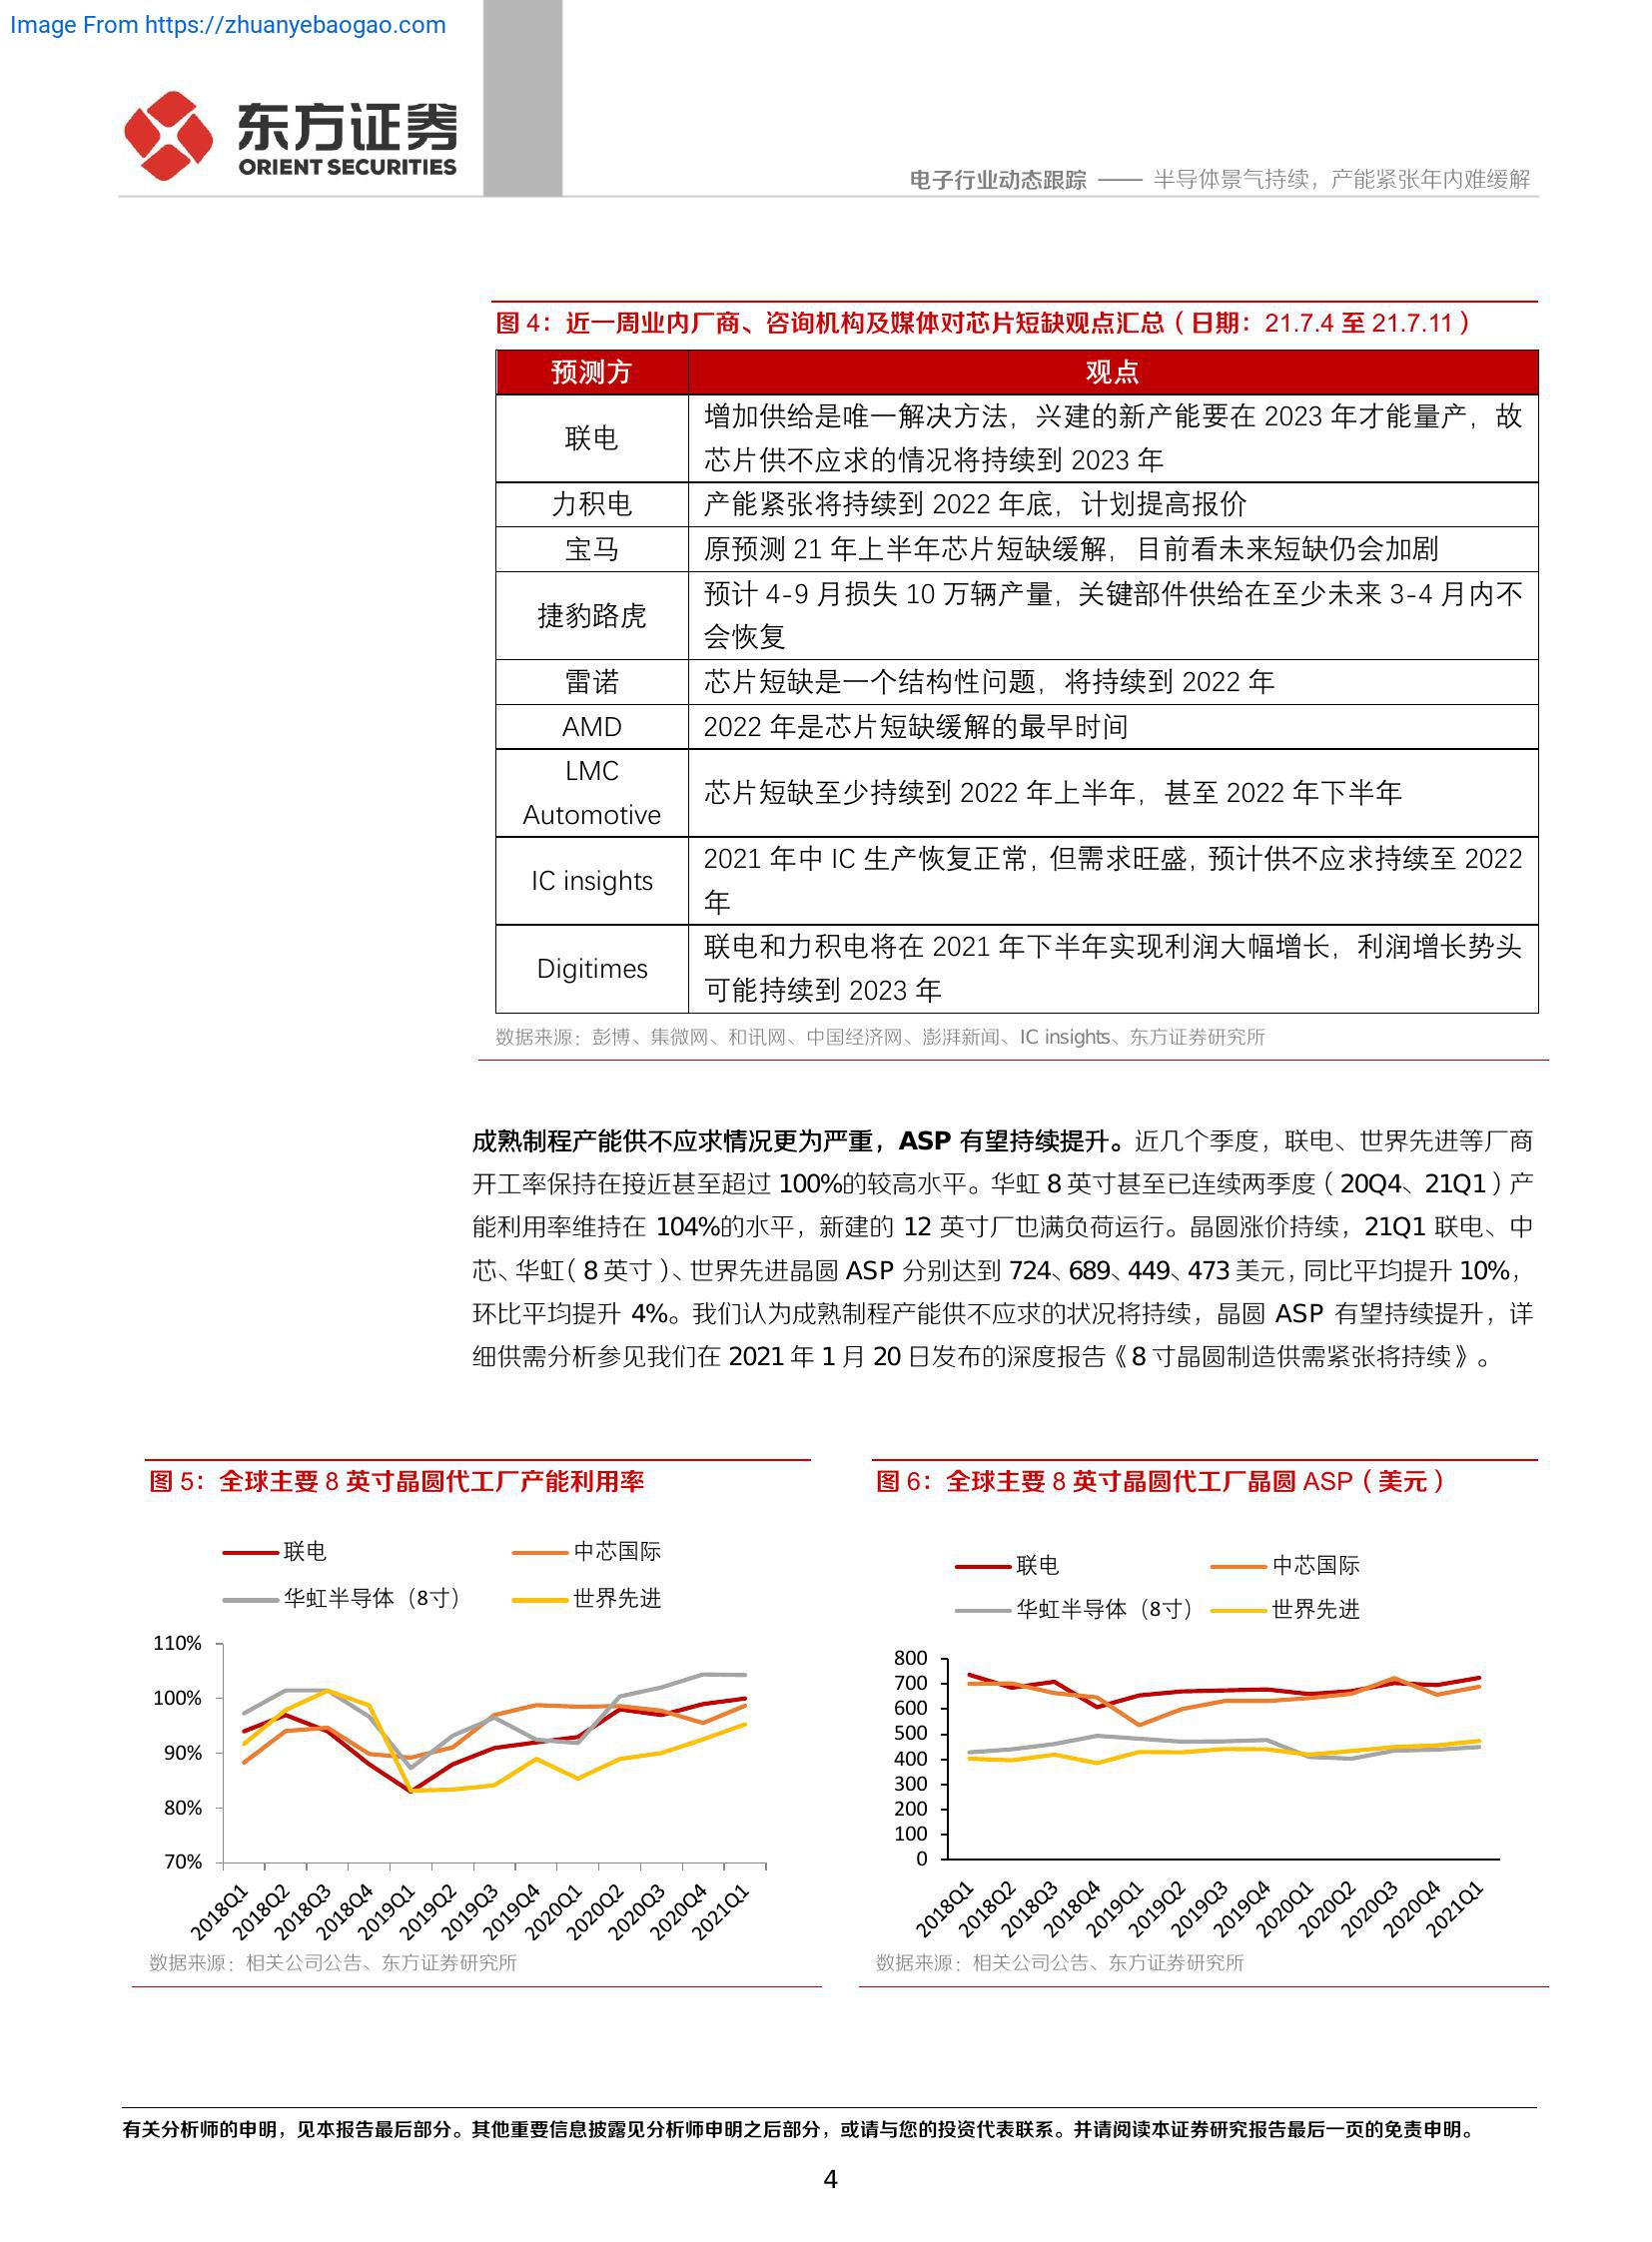 Image From https://zhuanyebaogao.com
东方证券
ORIENT SECURITIES
电子行业动态跟踪 —— 半导体景气持续，产能紧张年内难缓解
图 4：近一周业内厂商、咨询机构及媒体对芯片短缺观点汇总（日期：21.7.4 至 21.7.11）
预测方 观点
联电 增加供给是唯一解决方法，兴建的新产能要在 2023 年才能量产，故
芯片供不应求的情况将持续到 2023 年
力积电 产能紧张将持续到 2022 年底，计划提高报价
宝马 原预测 21 年上半年芯片短缺缓解，目前看未来短缺仍会加剧
捷豹路虎 预计 4-9 月损失 10 万辆产量，关键部件供给在至少未来 3-4 月内不
会恢复
雷诺 芯片短缺是一个结构性问题，将持续到 2022 年
AMD 2022 年是芯片短缺缓解的最早时间
LMC
Automotive 芯片短缺至少持续到 2022 年上半年，甚至 2022 年下半年
IC insights 2021 年中 IC 生产恢复正常，但需求旺盛，预计供不应求持续至 2022
年
Digitimes 联电和力积电将在 2021 年下半年实现利润大幅增长，利润增长势头
可能持续到 2023 年
数据来源：彭博、集微网、和讯网、中国经济网、澎湃新闻、IC insights、东方证券研究所
成熟制程产能供不应求情况更为严重，ASP 有望持续提升。近几个季度，联电、世界先进等厂商
开工率保持在接近甚至超过 100%的较高水平。华虹 8 英寸甚至已连续两季度（20Q4、21Q1）产
能利用率维持在 104%的水平，新建的 12 英寸厂也满负荷运行。晶圆涨价持续，21Q1 联电、中
芯、华虹（8 英寸）、世界先进晶圆 ASP 分别达到 724、689、449、473 美元，同比平均提升 10%，
环比平均提升 4%。我们认为成熟制程产能供不应求的状况将持续，晶圆 ASP 有望持续提升，详
细供需分析参见我们在 2021 年 1 月 20 日发布的深度报告《8 寸晶圆制造供需紧张将持续》。
图 5：全球主要 8 英寸晶圆代工厂产能利用率
联电 中芯国际
华虹半导体（8寸） 世界先进
110%
100%
90%
80%
70%
2018Q1 2018Q2 2018Q3 2018Q4 2019Q1 2019Q2 2019Q3 2019Q4 2020Q1 2020Q2 2020Q3 2020Q4 2021Q1
数据来源：相关公司公告、东方证券研究所
图 6：全球主要 8 英寸晶圆代工厂晶圆 ASP（美元）
联电 中芯国际
华虹半导体（8寸） 世界先进
800
700
600
500
400
300
200
100
0
2018Q1 2018Q2 2018Q3 2018Q4 2019Q1 2019Q2 2019Q3 2019Q4 2020Q1 2020Q2 2020Q3 2020Q4 2021Q1
数据来源：相关公司公告、东方证券研究所
有关分析师的申明，见本报告最后部分。其他重要信息披露见分析师申明之后部分，或请与您的投资代表联系。并请阅读本证券研究报告最后一页的免责申明。
4